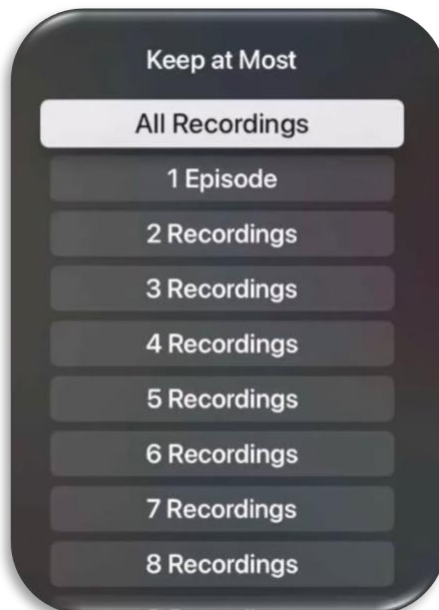 Keep at Most
All Recordings
1 Episode
2 Recordings
3 Recordings
4 Recordings
5 Recordings
6 Recordings
7 Recordings
8 Recordings